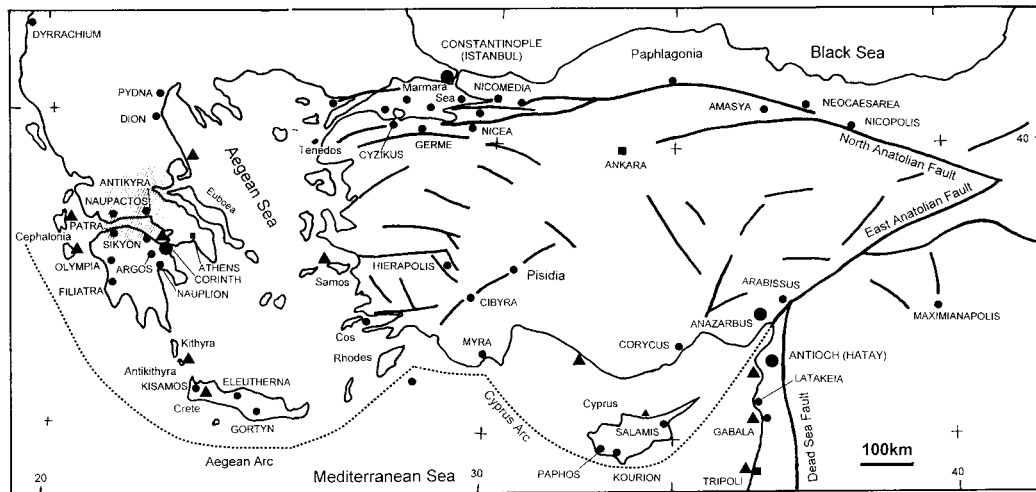 DYRRACHIUM
CONSTANTINOPLE
(ISTANBUL)
Paphlagonia
Black Sea
PYDNA
DION
Marmara
Sea
NICOMEDIA
AMASYA
NEOCAESAREA
NICOPOLIS
40
Aegean Sea
Tenedos
CYZIKUS
GERME
NICEA
ANKARA
North Anatolian Fault
ANTIKYRA
NAUPACTOS
Euboea
PATRA
Cephalonia
SIKYON
OLYMPIA
ARGOS
ATHENS
CORINTH
FILIATRA
NAUPLION
Samos
HIERAPOLIS
Pisidia
East Anatolian Fault
ARABISSUS
CIBYRA
ANAZARBUS
MAXIMIANAPOLIS
Cos
Rhodes
MYRA
CORYCUS
ANTIOCH (HATAY)
Kithyra
Antikithyra
KISAMOS
ELEUTHERNA
Crete
GORTYN
LATAKEIA
Cyprus
SALAMIS
GABALA
Cyprus Arc
Dead Sea Fault
Aegean Arc
PAPHOS
KOURION
TRIPOLI
100km
20
Mediterranean Sea
30
40